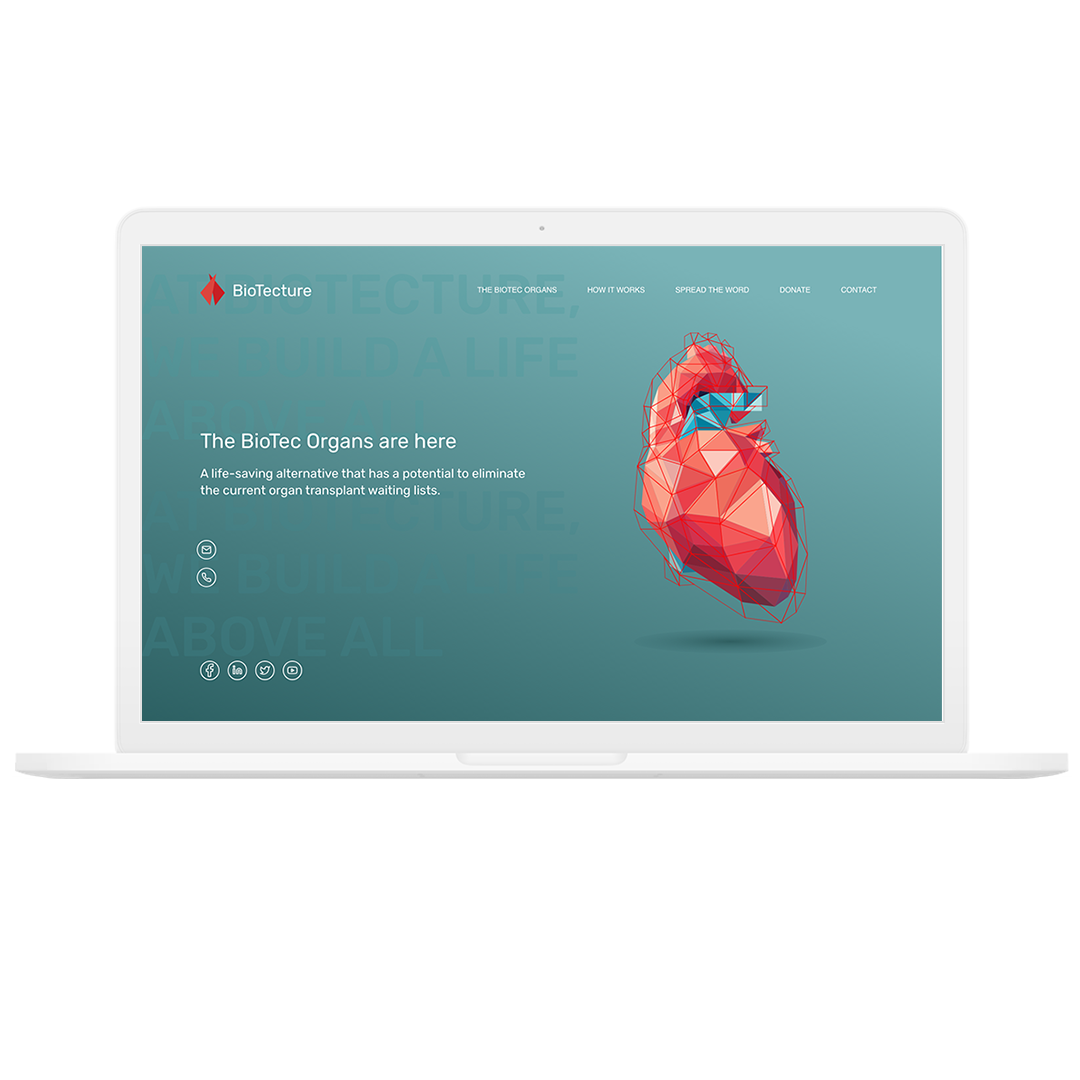 BioTecture
THE BIOTEC ORGANS
HOW IT WORKS
SPREAD THE WORD
DONATE
CONTACT
AT BIOTECTURE,
WE BUILD A LIFE
ABOVE ALL
The BioTec Organs are here
A life-saving alternative that has a potential to eliminate
the current organ transplant waiting lists.
AT BIOTECTURE,
WE BUILD A LIFE
ABOVE ALL
in